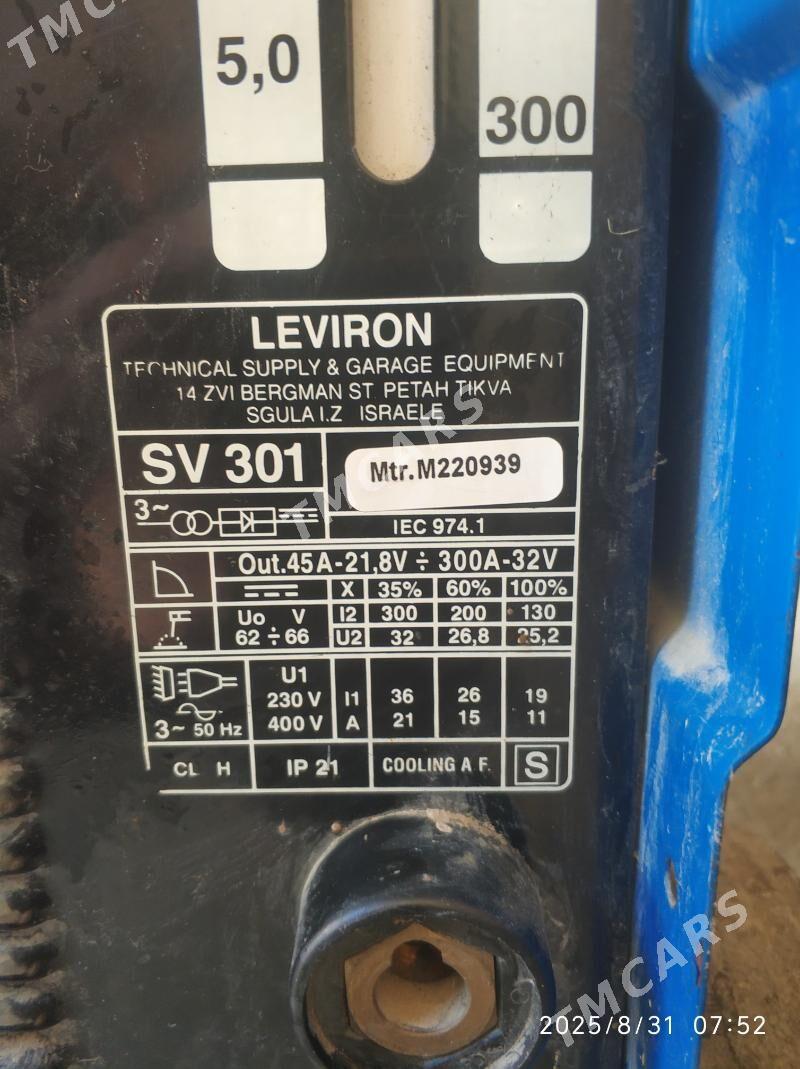 TMCARS
5,0
300
LEVIRON
TECHNICAL SUPPLY & GARAGE EQUIPMENT
14 ZVI BERGMAN ST PETAH TIKVA
SGULA I.Z ISRAELE
TMCARS
SV 301
Mtr.M220939
3~
IEC 974.1
Out.45A-21,8V ÷ 300A-32V
X 35% 60% 100%
Uo V I2 300 200 130
62 ÷ 66 U2 32 26,8 25,2
U1
230 V I1 36 26 19
3~ 50 Hz 400 V A 21 15 11
CL H IP 21 COOLING A F. S
TMCARS
2025/8/31 07:52